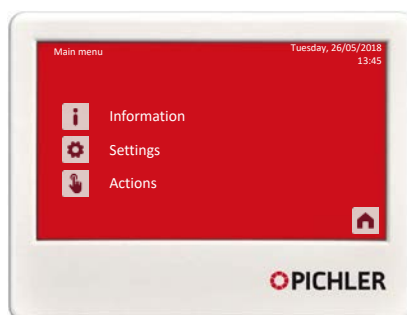 Main menu
Tuesday, 26/05/2018
13:45
Information
Settings
Actions
PICHLER